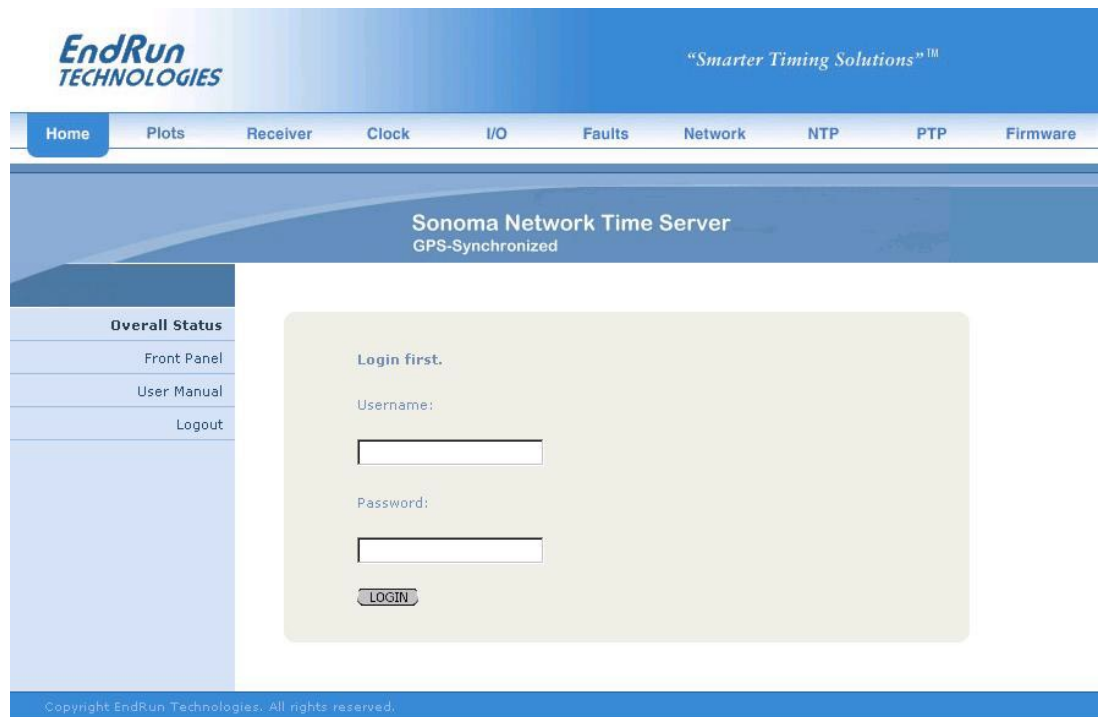 EndRun
TECHNOLOGIES
“Smarter Timing Solutions”™
Home Plots Receiver Clock I/O Faults Network NTP PTP Firmware
Sonoma Network Time Server
GPS-Synchronized
Overall Status
Front Panel
User Manual
Logout
Login first.
Username:
Password:
LOGIN
Copyright EndRun Technologies. All rights reserved.